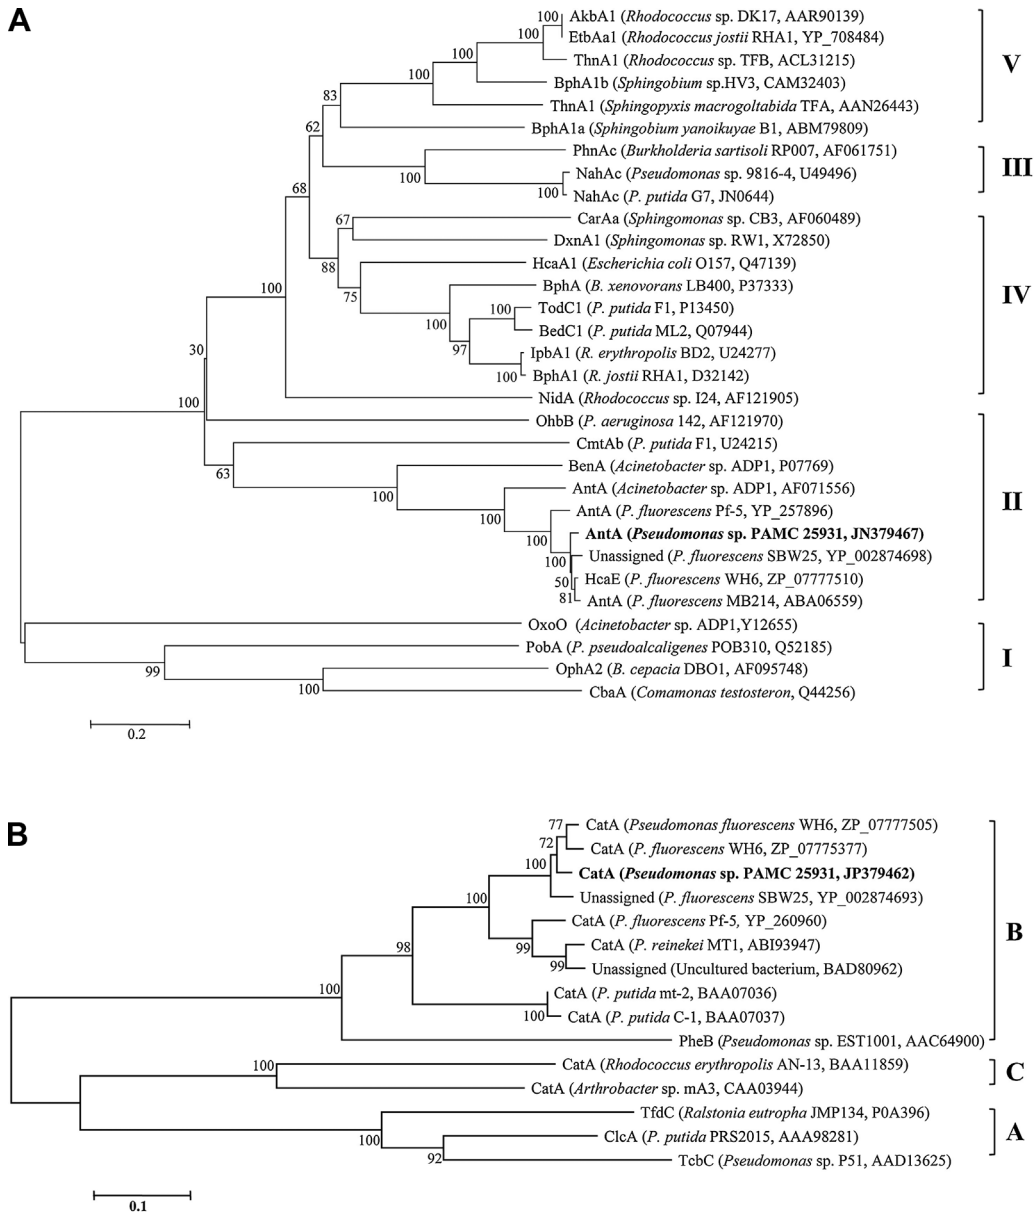 A
100 AkbA1 (Rhodococcus sp. DK17, AAR90139)
100 EtbAa1 (Rhodococcus jostii RHA1, YP_708484)
100 ThnA1 (Rhodococcus sp. TFB, ACL31215)
V
100 BphA1b (Sphingobium sp.HV3, CAM32403)
83 ThnA1 (Sphingopyxis macrogoltabida TFA, AAN26443)
62 BphA1a (Sphingobium yanoikuyae B1, ABM79809)
PhnAc (Burkholderia sartisoli RP007, AF061751)
III
100 NahAc (Pseudomonas sp. 9816-4, U49496)
68 100 NahAc (P. putida G7, JN0644)
67 CarAa (Sphingomonas sp. CB3, AF060489)
DxnA1 (Sphingomonas sp. RW1, X72850)
88 HcaA1 (Escherichia coli O157, Q47139)
100 75 BphA (B. xenovorans LB400, P37333)
IV
100 TodC1 (P. putida F1, P13450)
100 BedC1 (P. putida ML2, Q07944)
30 97 IpbA1 (R. erythropolis BD2, U24277)
100 BphA1 (R. jostii RHA1, D32142)
100 NidA (Rhodococcus sp. I24, AF121905)
OhbB (P. aeruginosa 142, AF121970)
CmtAb (P. putida F1, U24215)
63 BenA (Acinetobacter sp. ADP1, P07769)
100 AntA (Acinetobacter sp. ADP1, AF071556)
II
100 AntA (P. fluorescens Pf-5, YP_257896)
100 AntA (Pseudomonas sp. PAMC 25931, JN379467)
100 Unassigned (P. fluorescens SBW25, YP_002874698)
50 HcaE (P. fluorescens WH6, ZP_07777510)
81 AntA (P. fluorescens MB214, ABA06559)
OxoO (Acinetobacter sp. ADP1,Y12655)
PobA (P. pseudoalcaligenes POB310, Q52185)
I
99 OphA2 (B. cepacia DBO1, AF095748)
100 CbaA (Comamonas testosteron, Q44256)
0.2
B
77 CatA (Pseudomonas fluorescens WH6, ZP_07777505)
72 CatA (P. fluorescens WH6, ZP_07775377)
100 CatA (Pseudomonas sp. PAMC 25931, JP379462)
100 Unassigned (P. fluorescens SBW25, YP_002874693)
CatA (P. fluorescens Pf-5, YP_260960)
B
98 99 CatA (P. reinekei MT1, ABI93947)
99 Unassigned (Uncultured bacterium, BAD80962)
100 CatA (P. putida mt-2, BAA07036)
100 CatA (P. putida C-1, BAA07037)
PheB (Pseudomonas sp. EST1001, AAC64900)
100 CatA (Rhodococcus erythropolis AN-13, BAA11859)
C
CatA (Arthrobacter sp. mA3, CAA03944)
TfdC (Ralstonia eutropha JMP134, P0A396)
100 ClcA (P. putida PRS2015, AAA98281)
A
92 TcbC (Pseudomonas sp. P51, AAD13625)
0.1